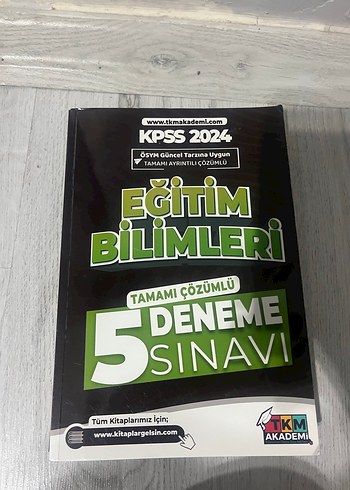 www.tkmakademi.com
KPSS 2024
ÖSYM Güncel Tarzına Uygun
TAMAMI AYRINTILI ÇÖZÜMLÜ
EĞİTİM
BİLİMLERİ
TAMAMI ÇÖZÜMLÜ
5 DENEME
SINAVI
Tüm Kitaplarımız İçin;
www.kitaplargelsin.com
TKM
AKADEMİ